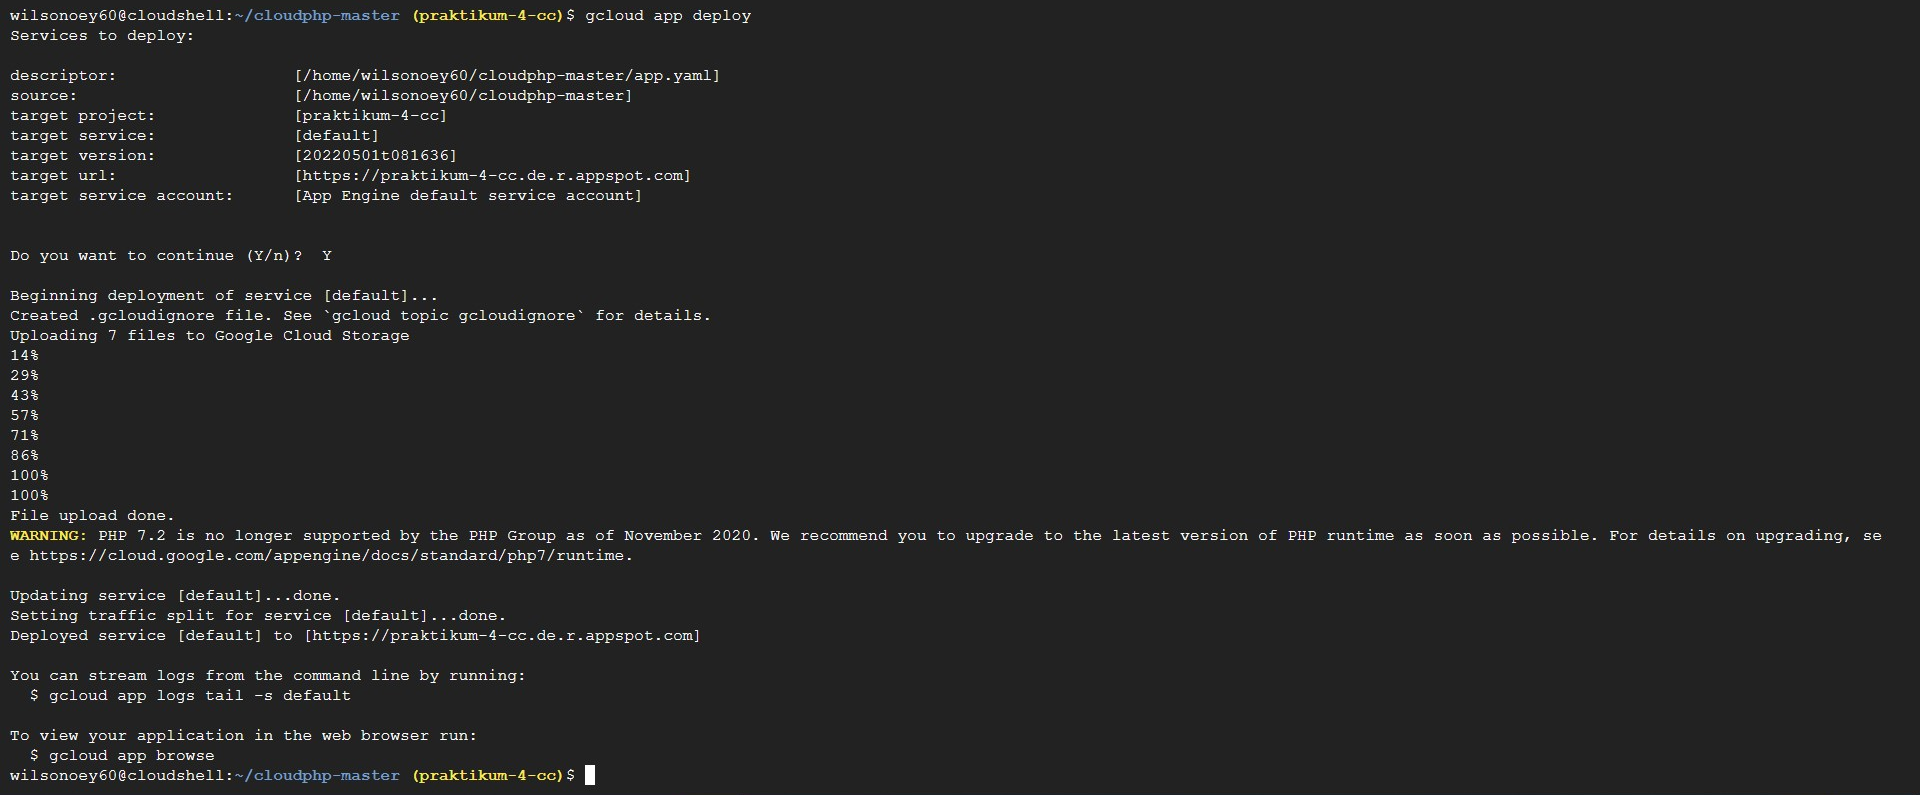 wilsonoey60@cloudshell:~/cloudphp-master (praktikum-4-cc)$ gcloud app deploy
Services to deploy:
descriptor:                  [/home/wilsonoey60/cloudphp-master/app.yaml]
source:                      [/home/wilsonoey60/cloudphp-master]
target project:              [praktikum-4-cc]
target service:              [default]
target version:              [20220501t081636]
target url:                  [https://praktikum-4-cc.de.r.appspot.com]
target service account:      [App Engine default service account]
Do you want to continue (Y/n)?  Y
Beginning deployment of service [default]...
Created .gcloudignore file. See `gcloud topic gcloudignore` for details.
Uploading 7 files to Google Cloud Storage
14%
29%
43%
57%
71%
86%
100%
100%
File upload done.
WARNING: PHP 7.2 is no longer supported by the PHP Group as of November 2020. We recommend you to upgrade to the latest version of PHP runtime as soon as possible. For details on upgrading, se
e https://cloud.google.com/appengine/docs/standard/php7/runtime.
Updating service [default]...done.
Setting traffic split for service [default]...done.
Deployed service [default] to [https://praktikum-4-cc.de.r.appspot.com]
You can stream logs from the command line by running:
  $ gcloud app logs tail -s default
To view your application in the web browser run:
  $ gcloud app browse
wilsonoey60@cloudshell:~/cloudphp-master (praktikum-4-cc)$